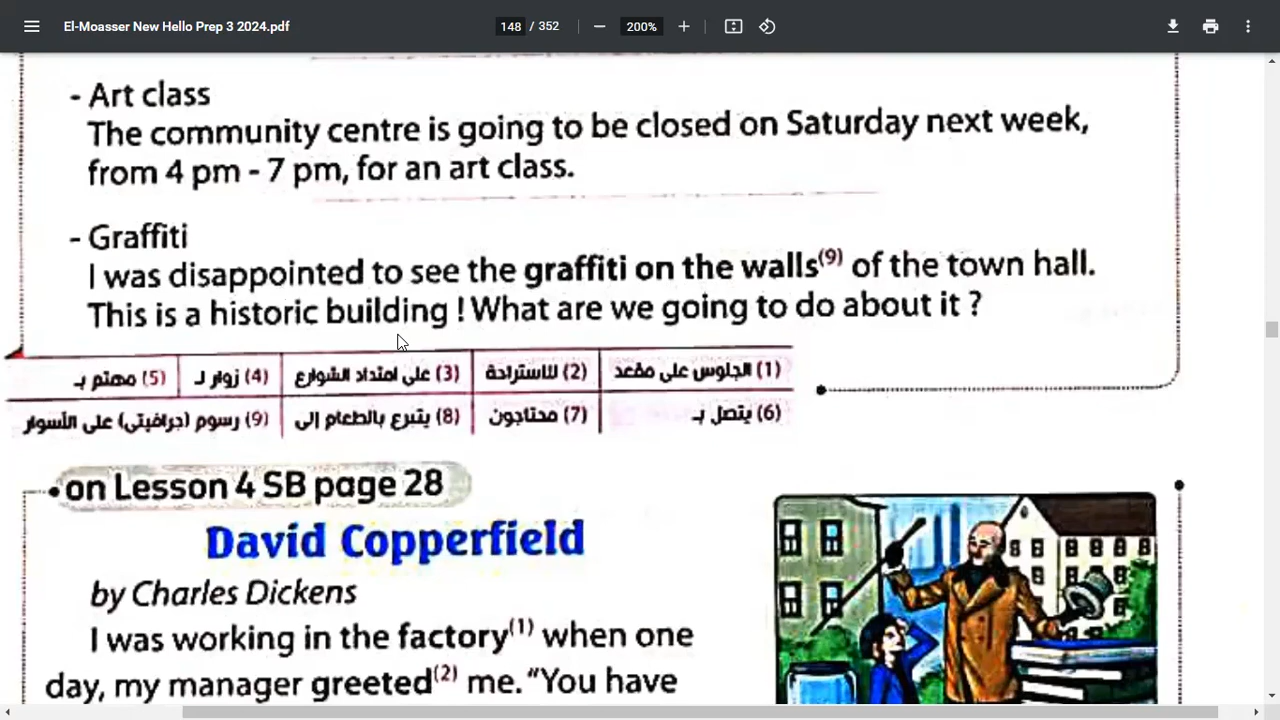 El-Moasser New Hello Prep 3 2024.pdf
148 / 352
200%
- Art class
The community centre is going to be closed on Saturday next week,
from 4 pm - 7 pm, for an art class.
- Graffiti
I was disappointed to see the graffiti on the walls(9) of the town hall.
This is a historic building ! What are we going to do about it ?
(1) الجلوس على مقعد (2) للاستراحة (3) على امتداد الشوارع (4) زوار لـ (5) مهتم بـ
(6) يتصل بـ (7) محتاجون (8) يتبرع بالطعام إلى (9) رسوم (جرافيتى) على الأسوار
on Lesson 4 SB page 28
David Copperfield
by Charles Dickens
I was working in the factory(1) when one
day, my manager greeted(2) me. “You have